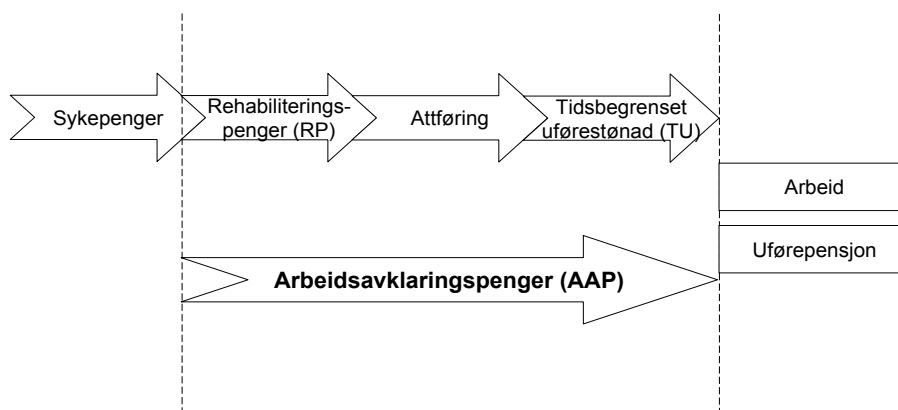 Sykepenger
Rehabiliterings-
penger (RP)
Attføring
Tidsbegrenset
uførestønad (TU)
Arbeid
Uførepensjon
Arbeidsavklaringspenger (AAP)